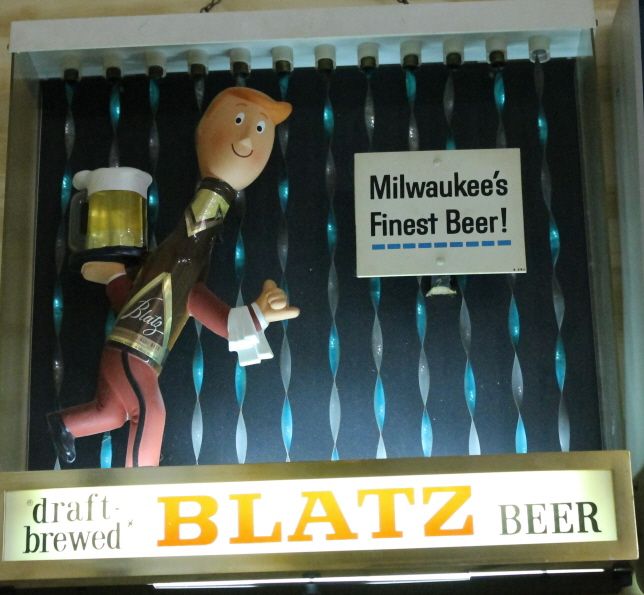 Milwaukee's
Finest Beer!
Blatz
draft-
brewed
BLATZ
BEER